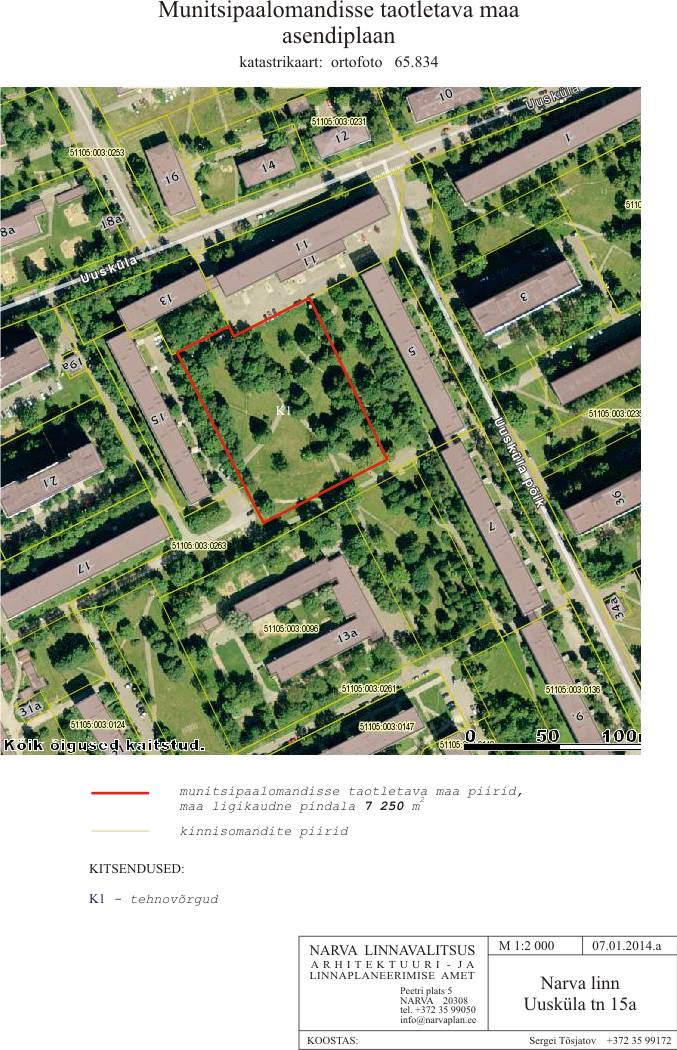 Munitsipaalomandisse taotletava maa
asendiplaan
katastrikaart: ortofoto 65.834
10
Uusküla
51105:003:0231
12
1
51105:003:0253
16
14
18a
8a
11
11
Uusküla
13
3
5
19a
15
K1
51105:003:0235
Uusküla põik
21
36
7
17
51105:003:0263
34a
51105:003:0096
13a
51105:003:0261
51105:003:0136
31a
51105:003:0124
51105:003:0147
9
Kõik õigused kaitstud.
0 50 100m
munitsipaalomandisse taotletava maa piirid,
maa ligikaudne pindala 7 250 m²
kinnisomandite piirid
KITSENDUSED:
K1 - tehnovõrgud
NARVA LINNAVALITSUS
ARHITEKTUURI- JA
LINNAPLANEERIMISE AMET
Peetri plats 5
NARVA 20308
tel. +372 35 99050
info@narvaplan.ee
M 1:2 000
07.01.2014.a
Narva linn
Uusküla tn 15a
KOOSTAS:
Sergei Tõsjatov +372 35 99172